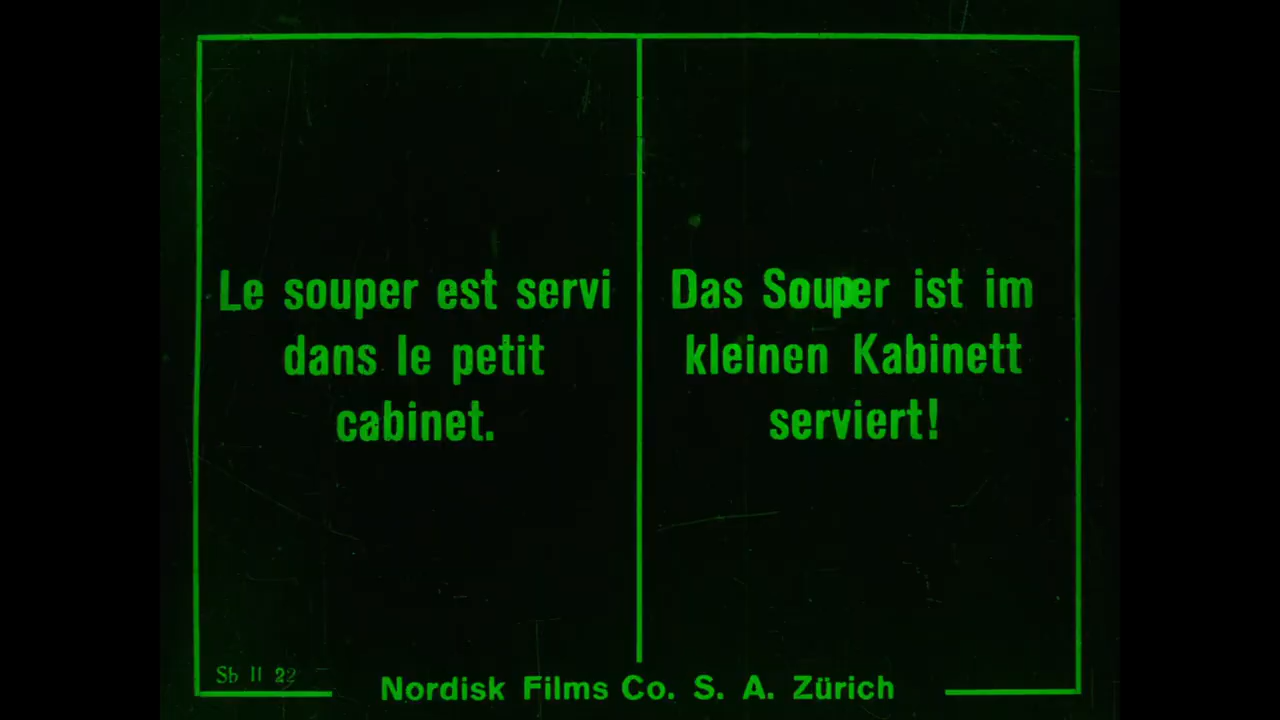 Le souper est servi
dans le petit
cabinet.
Das Souper ist im
kleinen Kabinett
serviert!
Sb II 22
Nordisk Films Co. S. A. Zürich